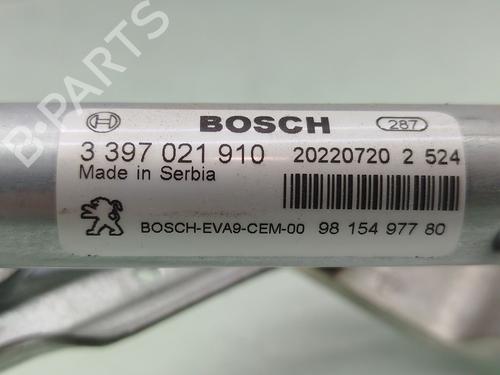 B-PARTS
BOSCH 287
3 397 021 910 20220720 2 524
Made in Serbia
BOSCH-EVA9-CEM-00 98 154 977 80